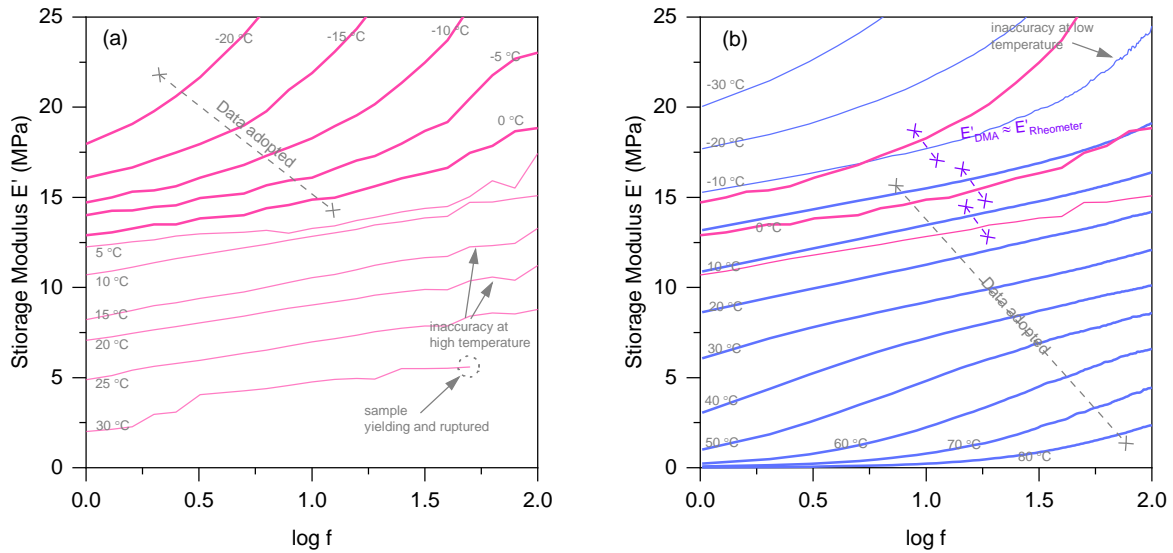 (a)
-20 °C
-15 °C
-10 °C
-5 °C
0 °C
Data adopted
5 °C
10 °C
15 °C
20 °C
25 °C
30 °C
inaccuracy at
high temperature
sample
yielding and ruptured
Stiorage Modulus E' (MPa)
25
20
15
10
5
0
0.0
0.5
1.0
1.5
2.0
log f
(b)
inaccuracy at low
temperature
-30 °C
-20 °C
-10 °C
E'DMA ≈ E'Rheometer
0 °C
10 °C
20 °C
30 °C
40 °C
50 °C
60 °C
70 °C
80 °C
Data adopted
Stiorage Modulus E' (MPa)
25
20
15
10
5
0
0.0
0.5
1.0
1.5
2.0
log f